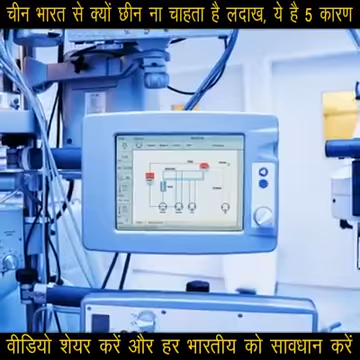 चीन भारत से क्यों छीन ना चाहता है लदाख, ये है 5 कारण
वीडियो शेयर करें और हर भारतीय को सावधान करें